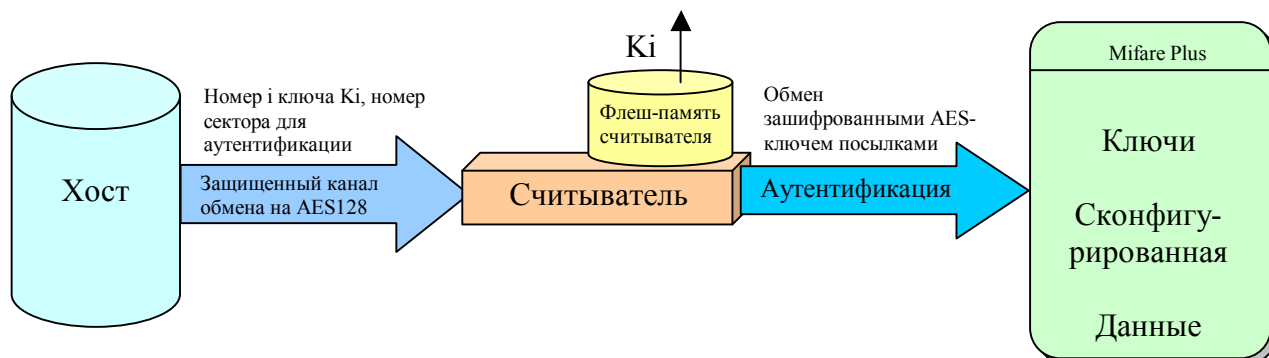 Хост
Номер i ключа Ki, номер
сектора для
аутентификации
Защищенный канал
обмена на AES128
Ki
Флеш-память
считывателя
Считыватель
Обмен
зашифрованными AES-
ключем посылками
Аутентификация
Mifare Plus
Ключи
Сконфигу-
рированная
Данные